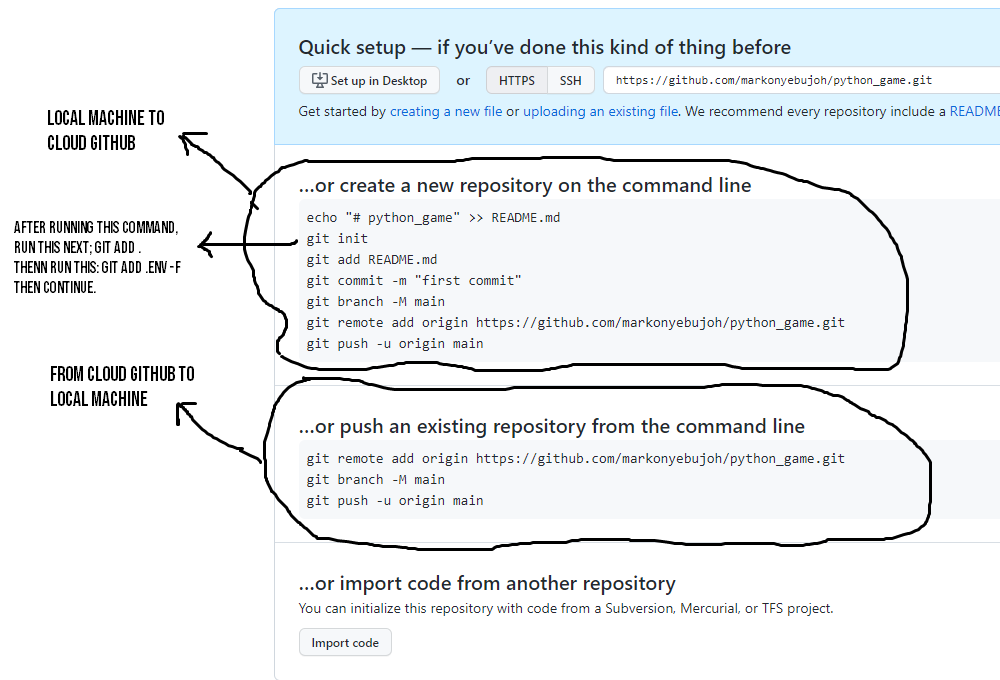 Quick setup — if you've done this kind of thing before
Set up in Desktop or HTTPS SSH https://github.com/markonyebujoh/python_game.git
Get started by creating a new file or uploading an existing file. We recommend every repository include a README
LOCAL MACHINE TO
CLOUD GITHUB
...or create a new repository on the command line
echo "# python_game" >> README.md
git init
git add README.md
git commit -m "first commit"
git branch -M main
git remote add origin https://github.com/markonyebujoh/python_game.git
git push -u origin main
AFTER RUNNING THIS COMMAND,
RUN THIS NEXT; GIT ADD .
THENN RUN THIS: GIT ADD .ENV -F
THEN CONTINUE.
FROM CLOUD GITHUB TO
LOCAL MACHINE
...or push an existing repository from the command line
git remote add origin https://github.com/markonyebujoh/python_game.git
git branch -M main
git push -u origin main
...or import code from another repository
You can initialize this repository with code from a Subversion, Mercurial, or TFS project.
Import code